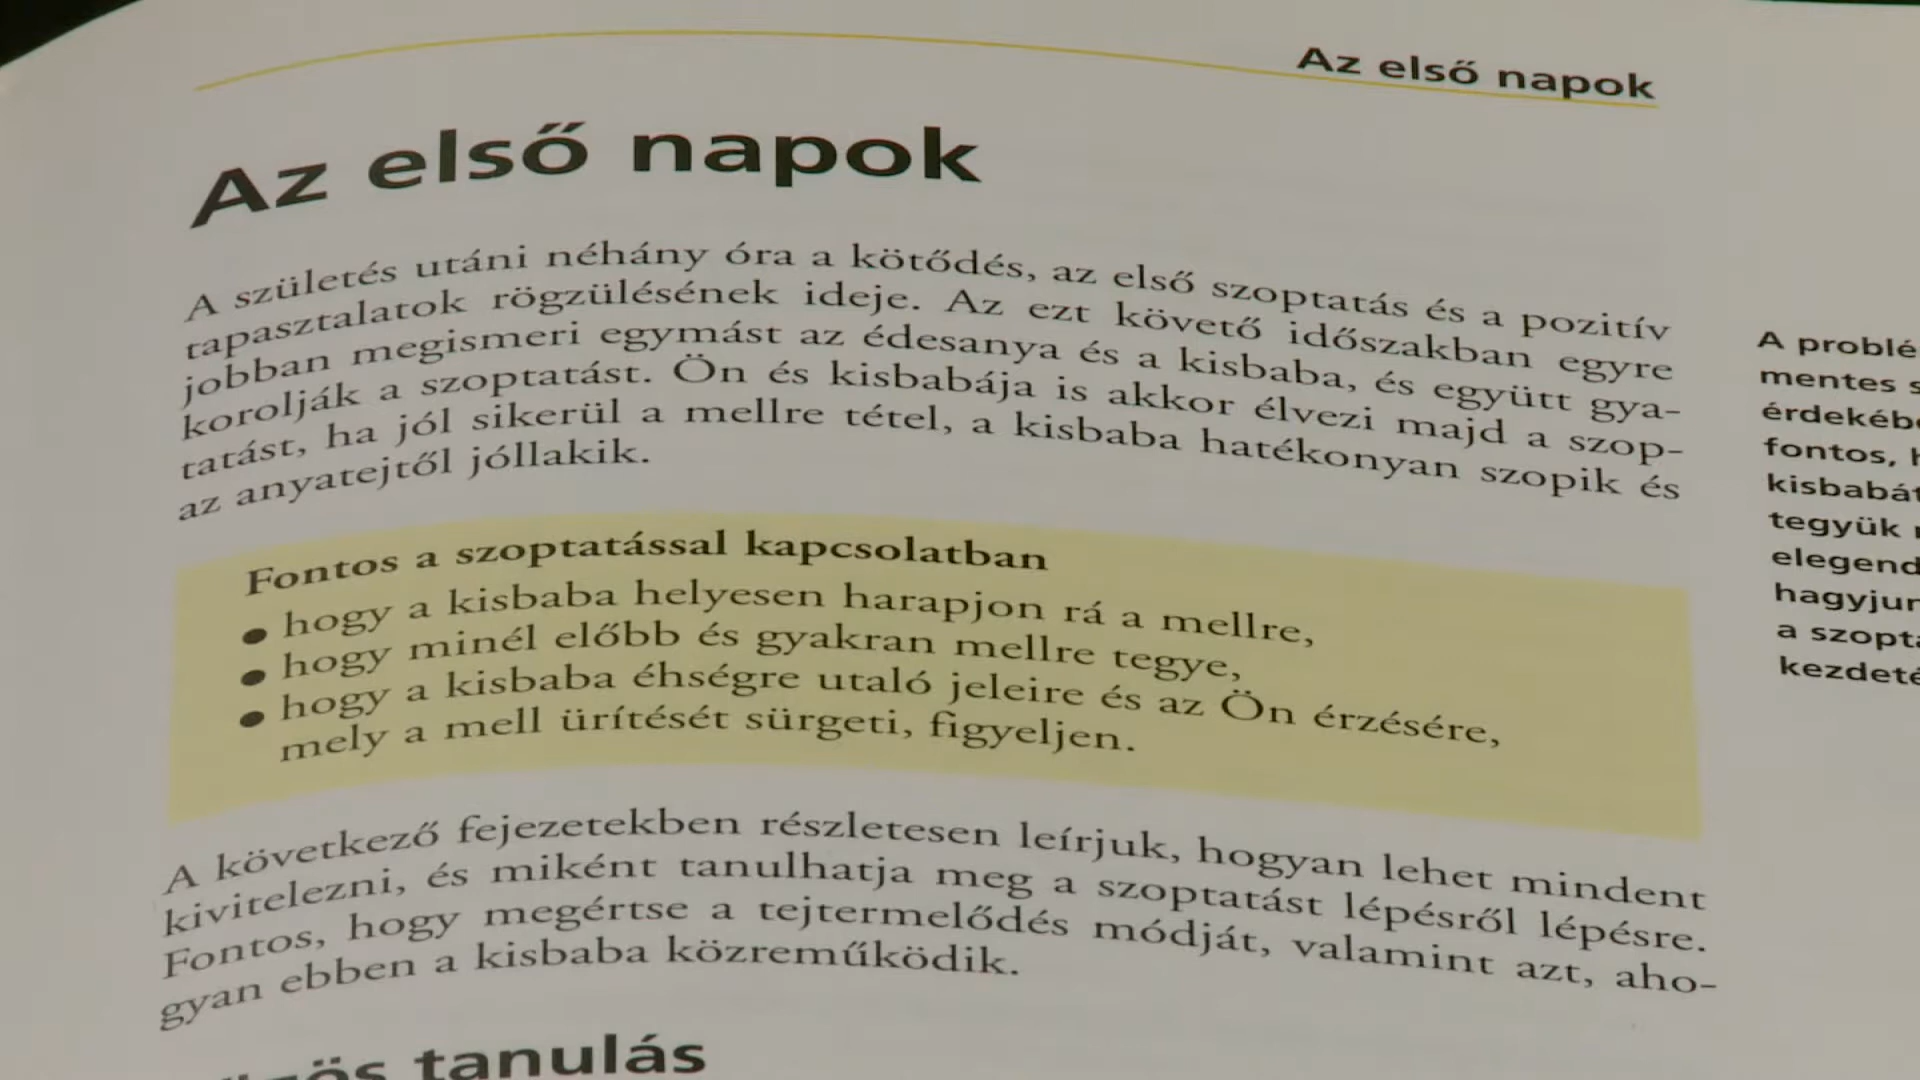 Az első napok
Az első napok
A születés utáni néhány óra a kötődés, az első szoptatás és a pozitív
tapasztalatok rögzülésének ideje. Az ezt követő időszakban egyre
jobban megismeri egymást az édesanya és a kisbaba, és együtt gya-
korolják a szoptatást. Ön és kisbabája is akkor élvezi majd a szop-
tatást, ha jól sikerül a mellre tétel, a kisbaba hatékonyan szopik és
az anyatejtől jóllakik.
Fontos a szoptatással kapcsolatban
● hogy a kisbaba helyesen harapjon rá a mellre,
● hogy minél előbb és gyakran mellre tegye,
● hogy a kisbaba éhségre utaló jeleire és az Ön érzésére,
mely a mell ürítését sürgeti, figyeljen.
A következő fejezetekben részletesen leírjuk, hogyan lehet mindent
kivitelezni, és miként tanulhatja meg a szoptatást lépésről lépésre.
Fontos, hogy megértse a tejtermelődés módját, valamint azt, aho-
gyan ebben a kisbaba közreműködik.
tanulás
A
mentes
fontos,
tegyük
a